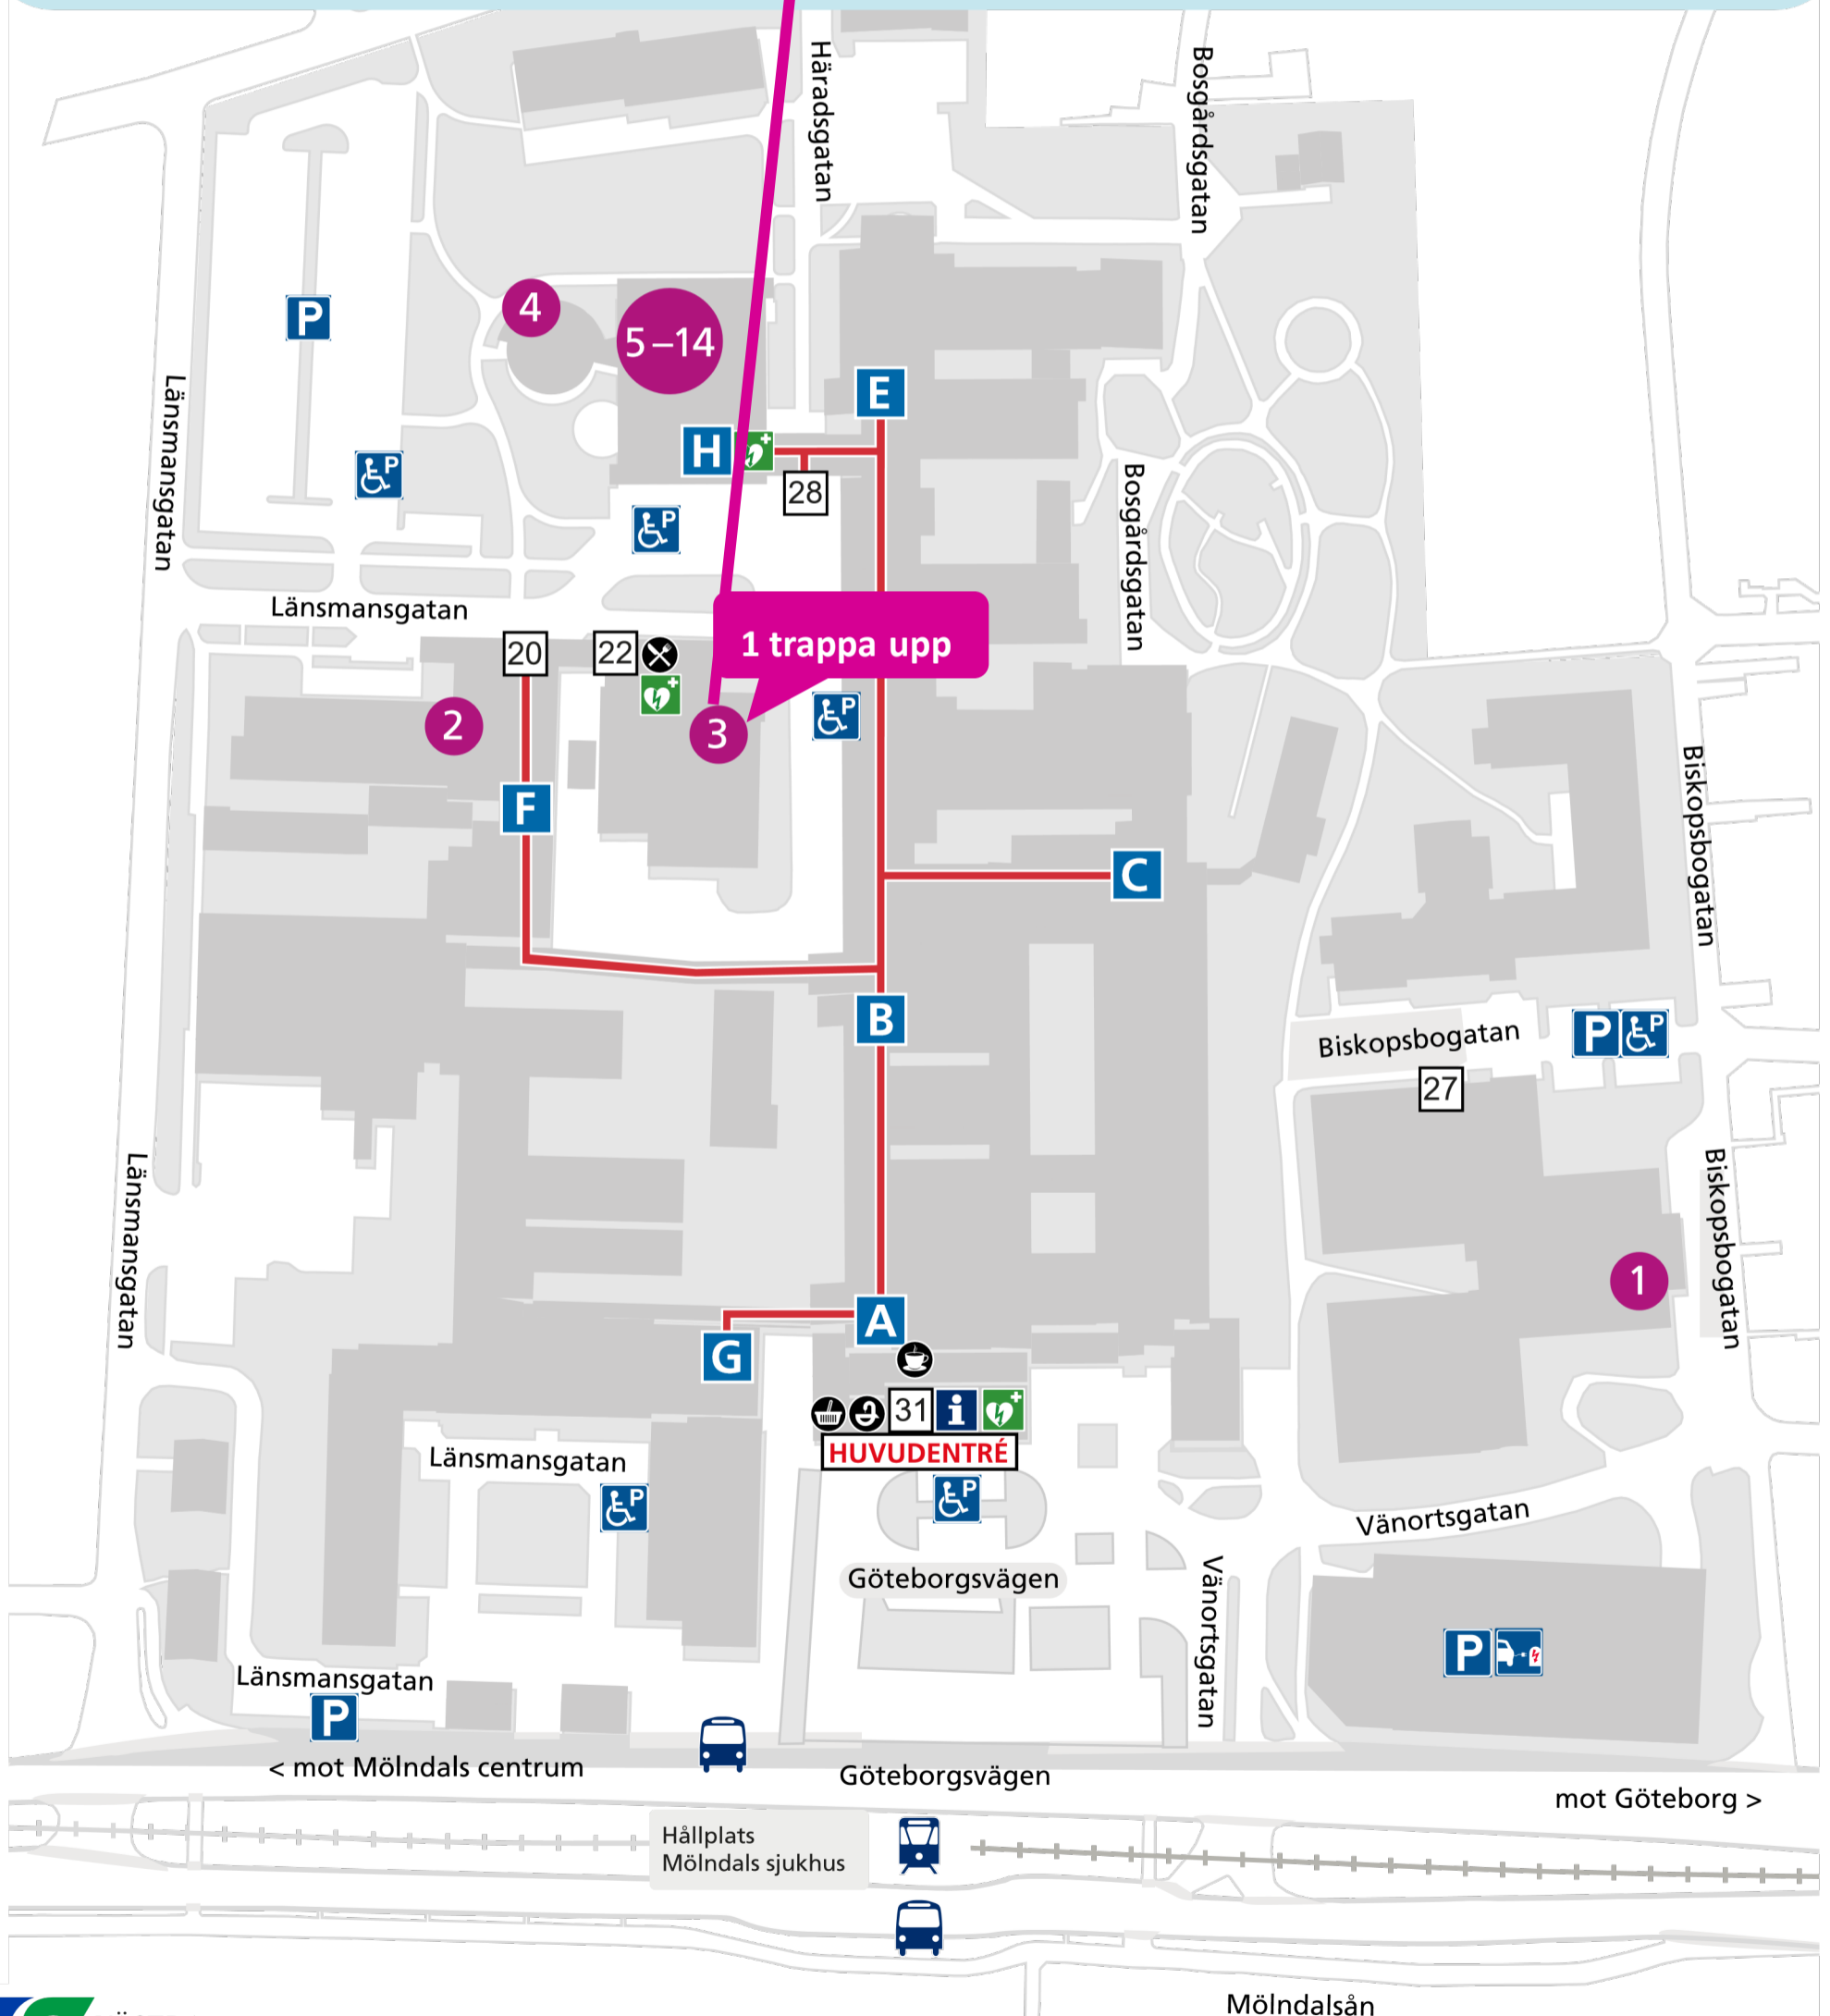 Häradsgatan
Bosgårdsgatan
4
5–14
P
Länsmansgatan
E
H
28
P
P
Bosgårdsgatan
Länsmansgatan
1 trappa upp
20
22
2
3
P
F
C
Biskopsbogatan
B
Biskopsbogatan
P
P
27
Länsmansgatan
Biskopsbogatan
1
A
G
31
i
HUVUDENTRÉ
Länsmansgatan
P
P
Göteborgsvägen
Vänortsgatan
Vänortsgatan
P
Länsmansgatan
P
< mot Mölndals centrum
Göteborgsvägen
mot Göteborg >
Hållplats
Mölndals sjukhus
Mölndalsån